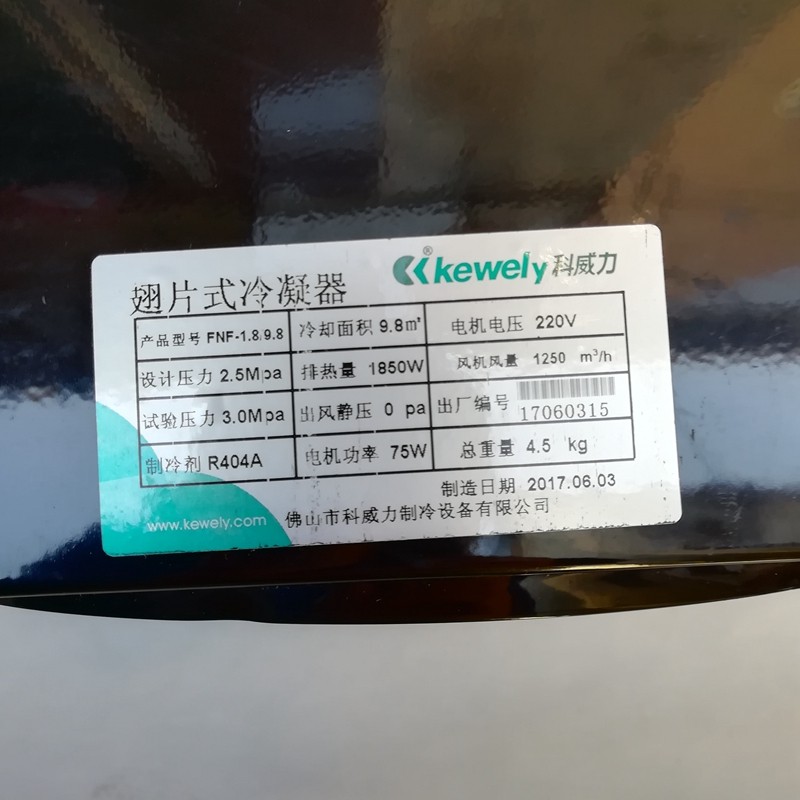 kewely® 科威力
翅片式冷凝器
产品型号 FNF-1.8/9.8 冷却面积 9.8m² 电机电压 220V
设计压力 2.5Mpa 排热量 1850W 风机风量 1250 m³/h
试验压力 3.0Mpa 出风静压 0 pa 出厂编号 17060315
制冷剂 R404A 电机功率 75W 总重量 4.5 kg
制造日期 2017.06.03
www.kewely.com 佛山市科威力制冷设备有限公司